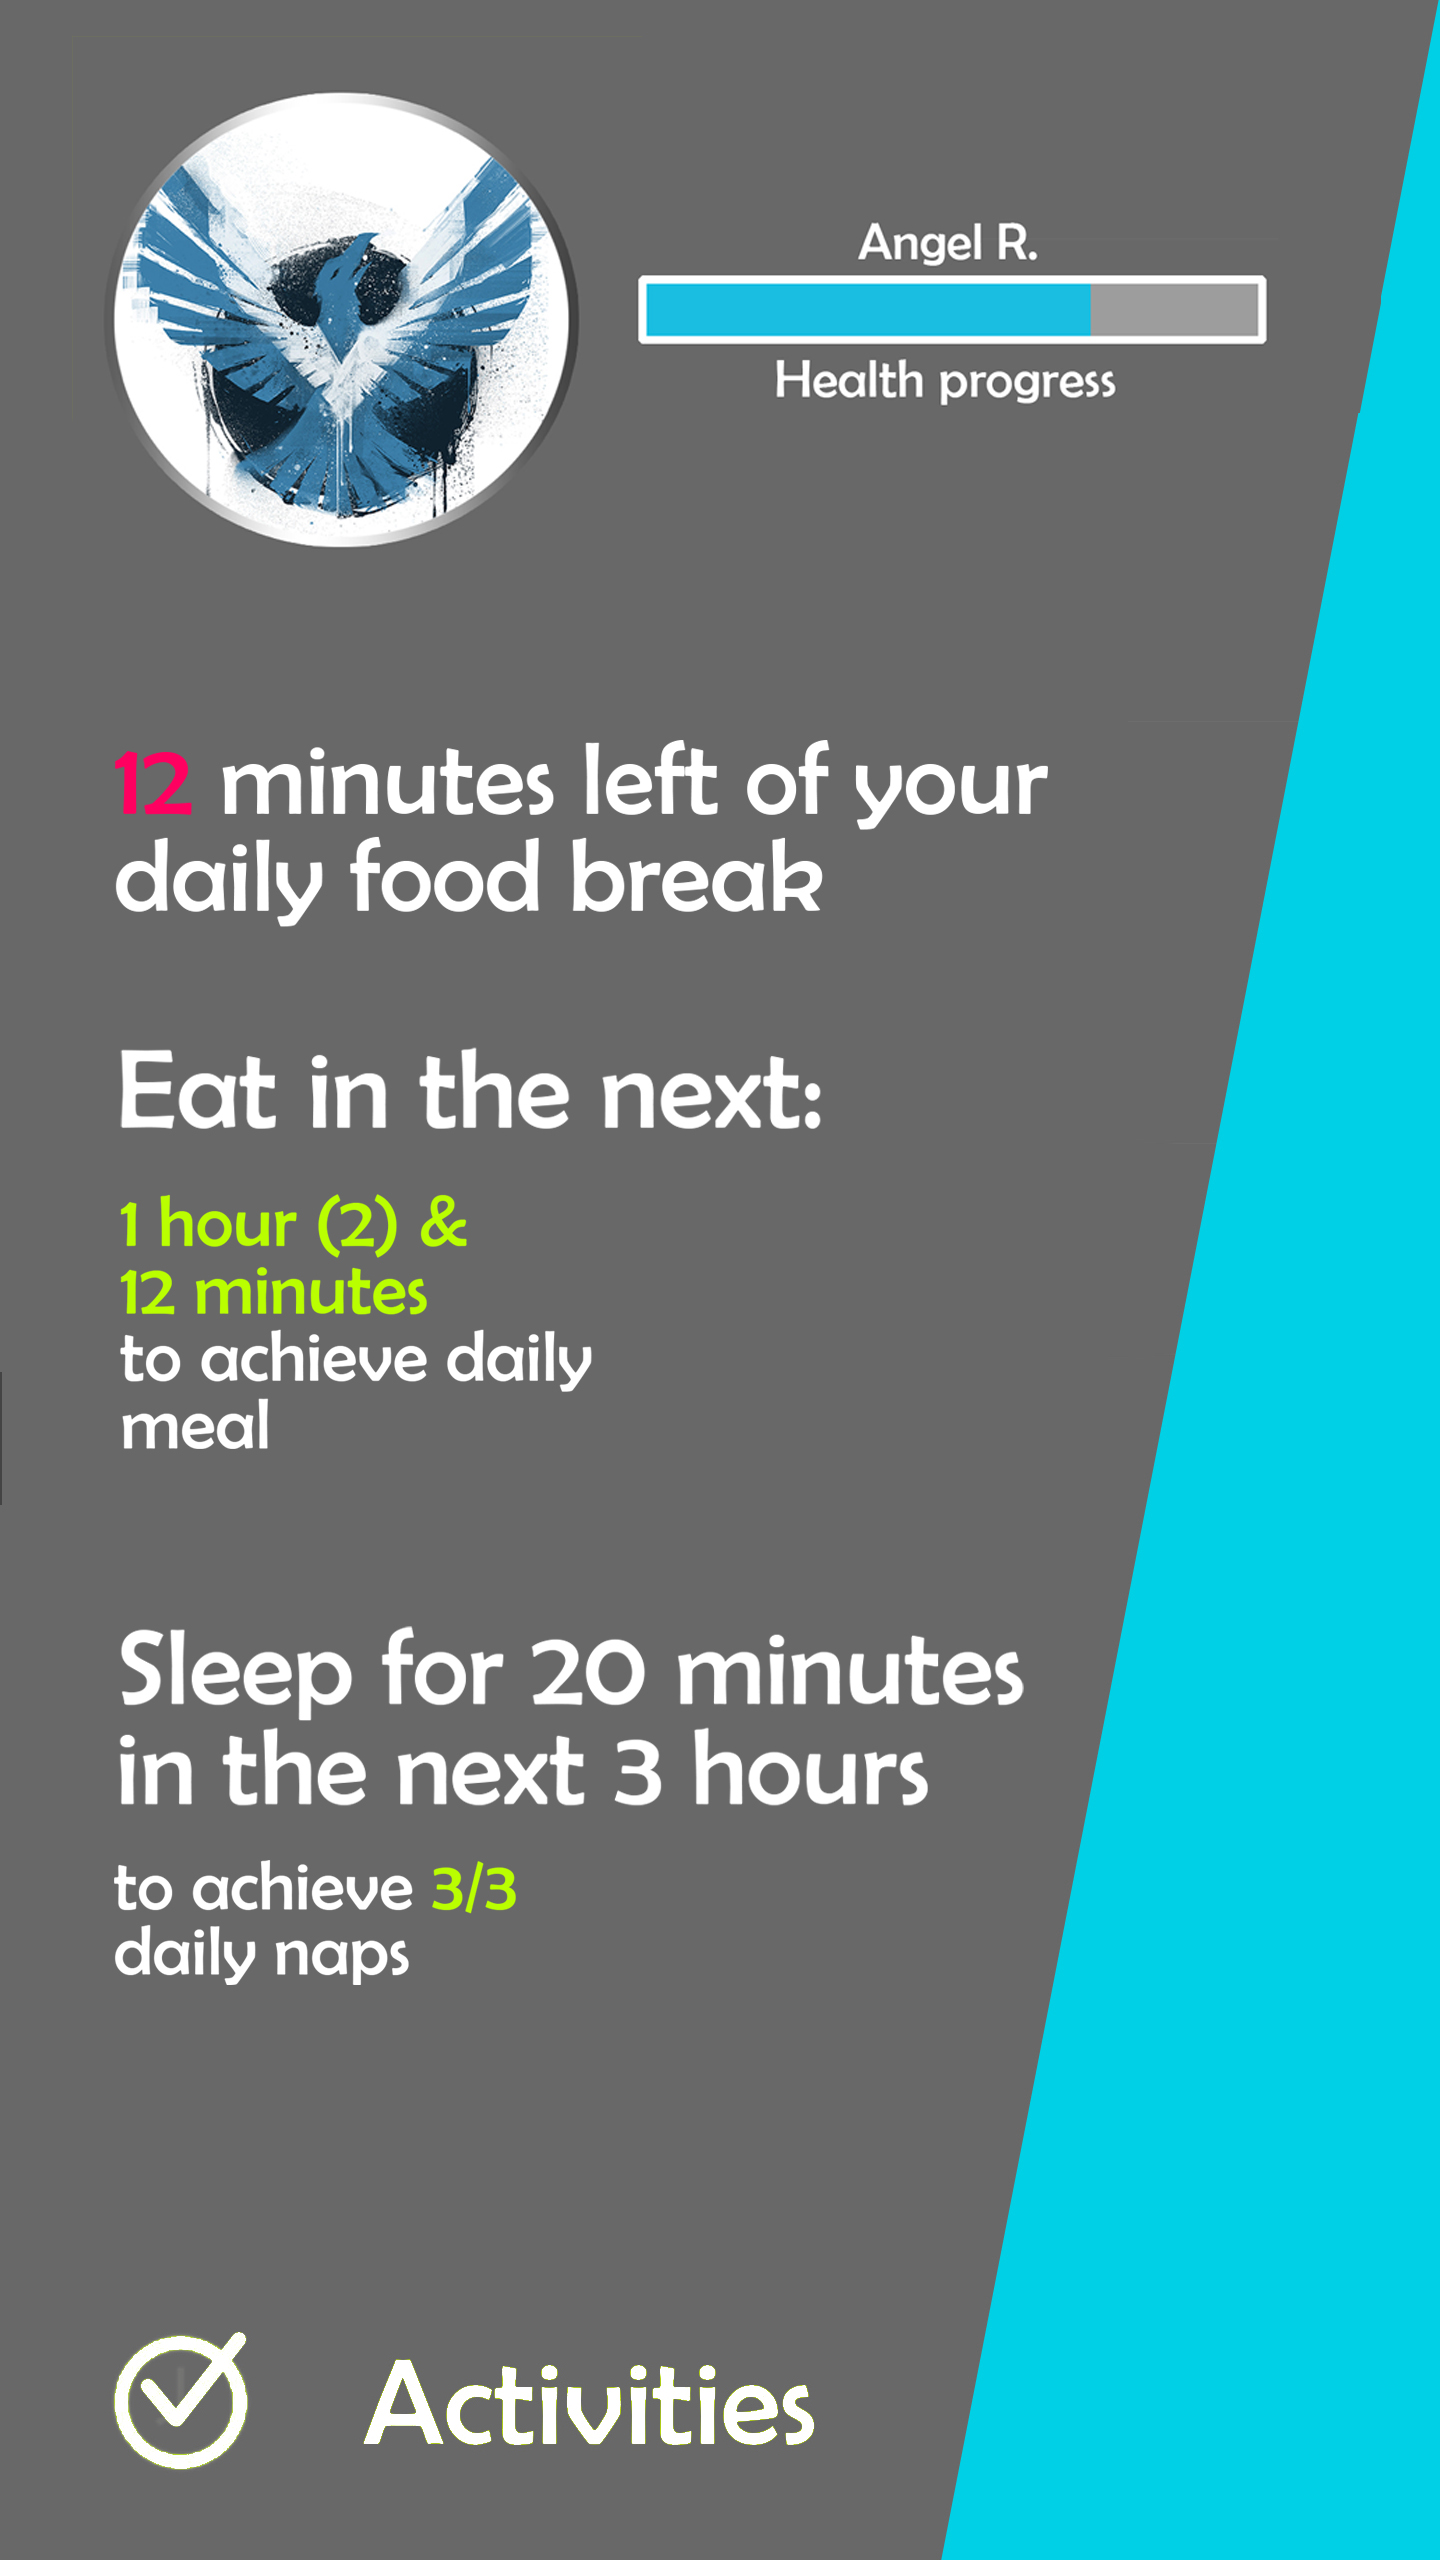 Angel R.
Health progress
12 minutes left of your
daily food break
Eat in the next:
1 hour (2) &
12 minutes
to achieve daily
meal
Sleep for 20 minutes
in the next 3 hours
to achieve 3/3
daily naps
Activities